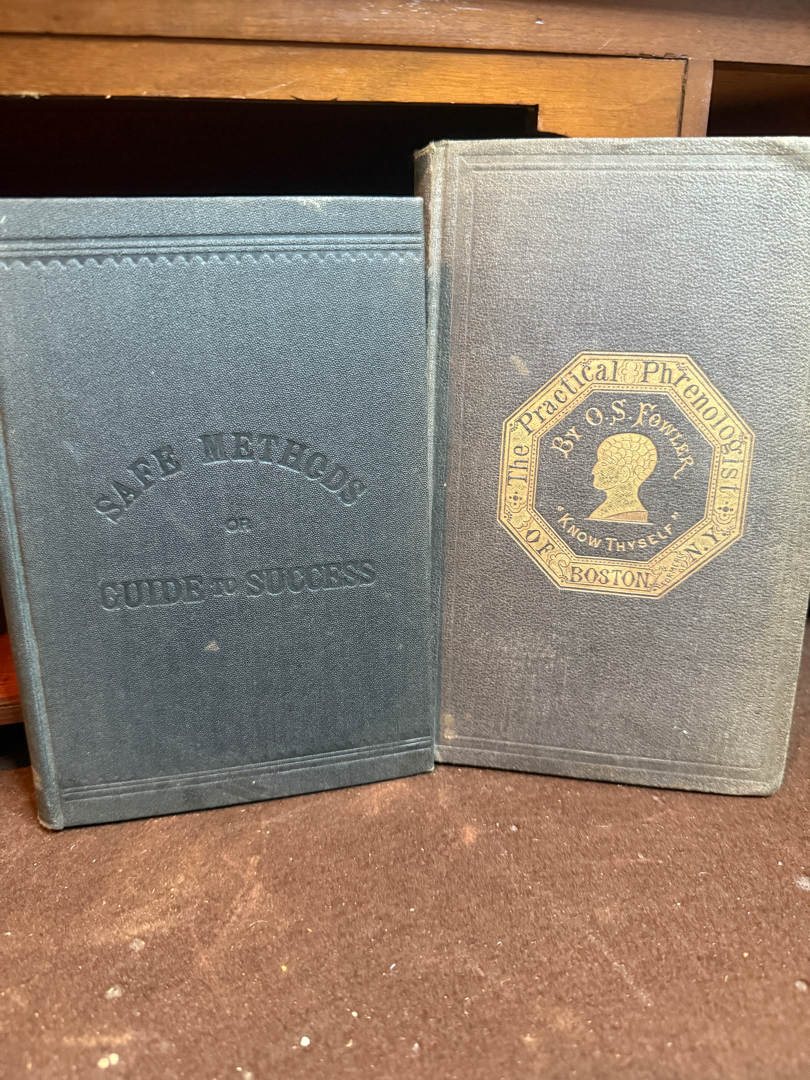 SAFE METHODS
OR
GUIDE TO SUCCESS
The Practical Phrenologist
By O.S. Fowler
"Know Thyself"
OF BOSTON N.Y.